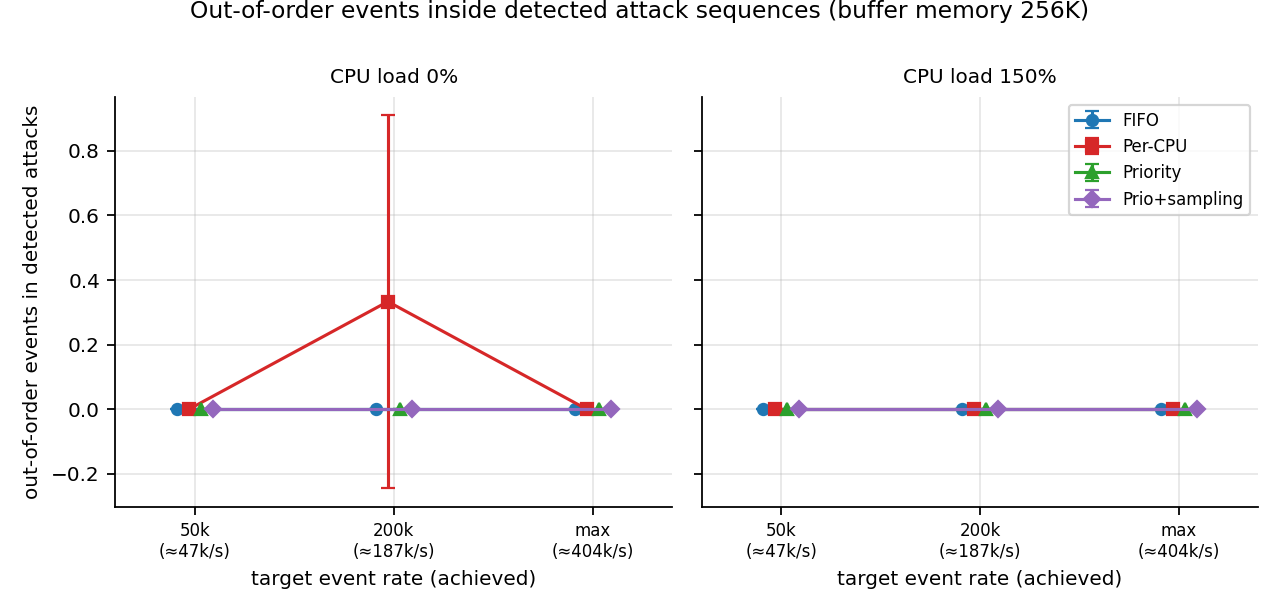 Out-of-order events inside detected attack sequences (buffer memory 256K)
CPU load 0%
CPU load 150%
out-of-order events in detected attacks
0.8
0.6
0.4
0.2
0.0
−0.2
FIFO
Per-CPU
Priority
Prio+sampling
50k
(≈47k/s)
200k
(≈187k/s)
max
(≈404k/s)
target event rate (achieved)
50k
(≈47k/s)
200k
(≈187k/s)
max
(≈404k/s)
target event rate (achieved)